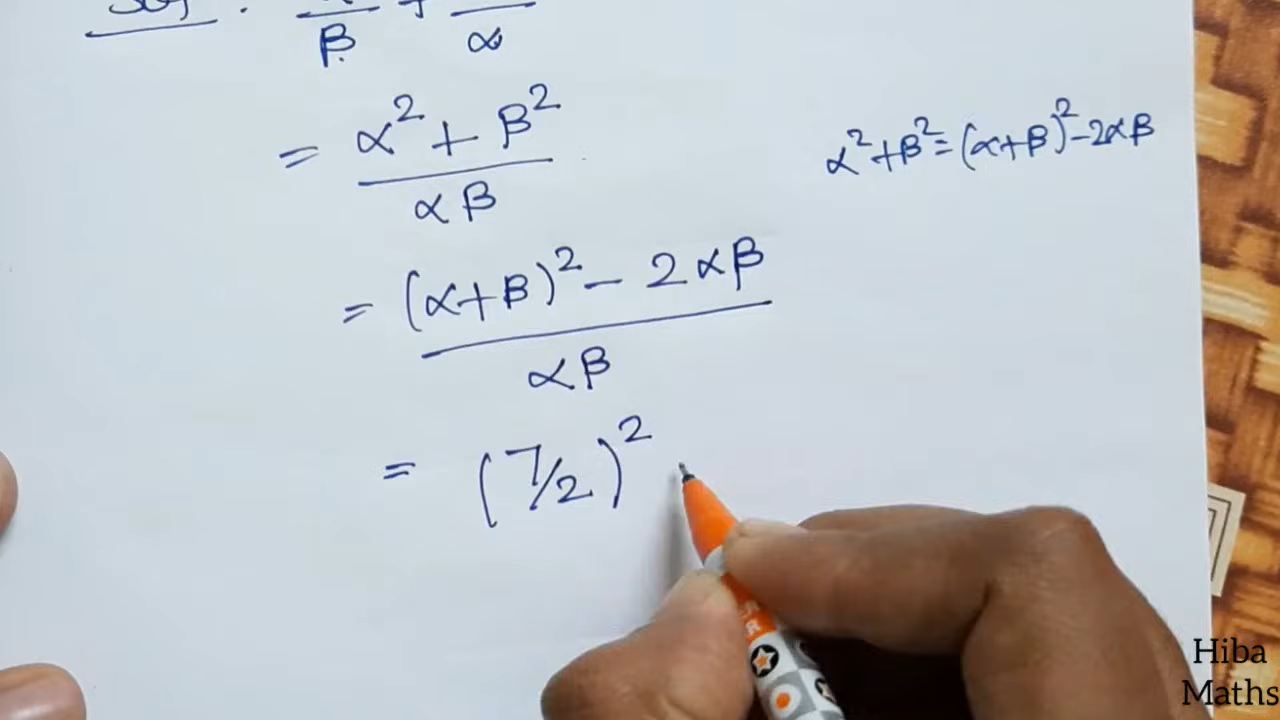 β + α
= α² + β²
αβ
α² + β² = (α+β)² - 2αβ
= (α+β)² - 2αβ
αβ
= (7/2)²
Hiba
Maths